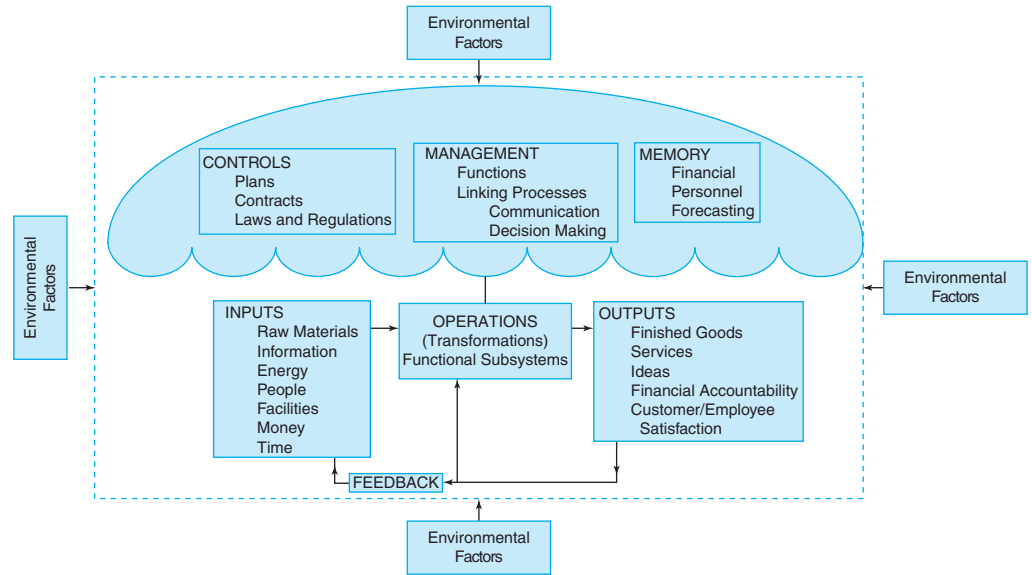 Environmental
Factors
CONTROLS
Plans
Contracts
Laws and Regulations
MANAGEMENT
Functions
Linking Processes
Communication
Decision Making
MEMORY
Financial
Personnel
Forecasting
Environmental
Factors
Environmental
Factors
INPUTS
Raw Materials
Information
Energy
People
Facilities
Money
Time
OPERATIONS
(Transformations)
Functional Subsystems
OUTPUTS
Finished Goods
Services
Ideas
Financial Accountability
Customer/Employee
Satisfaction
FEEDBACK
Environmental
Factors